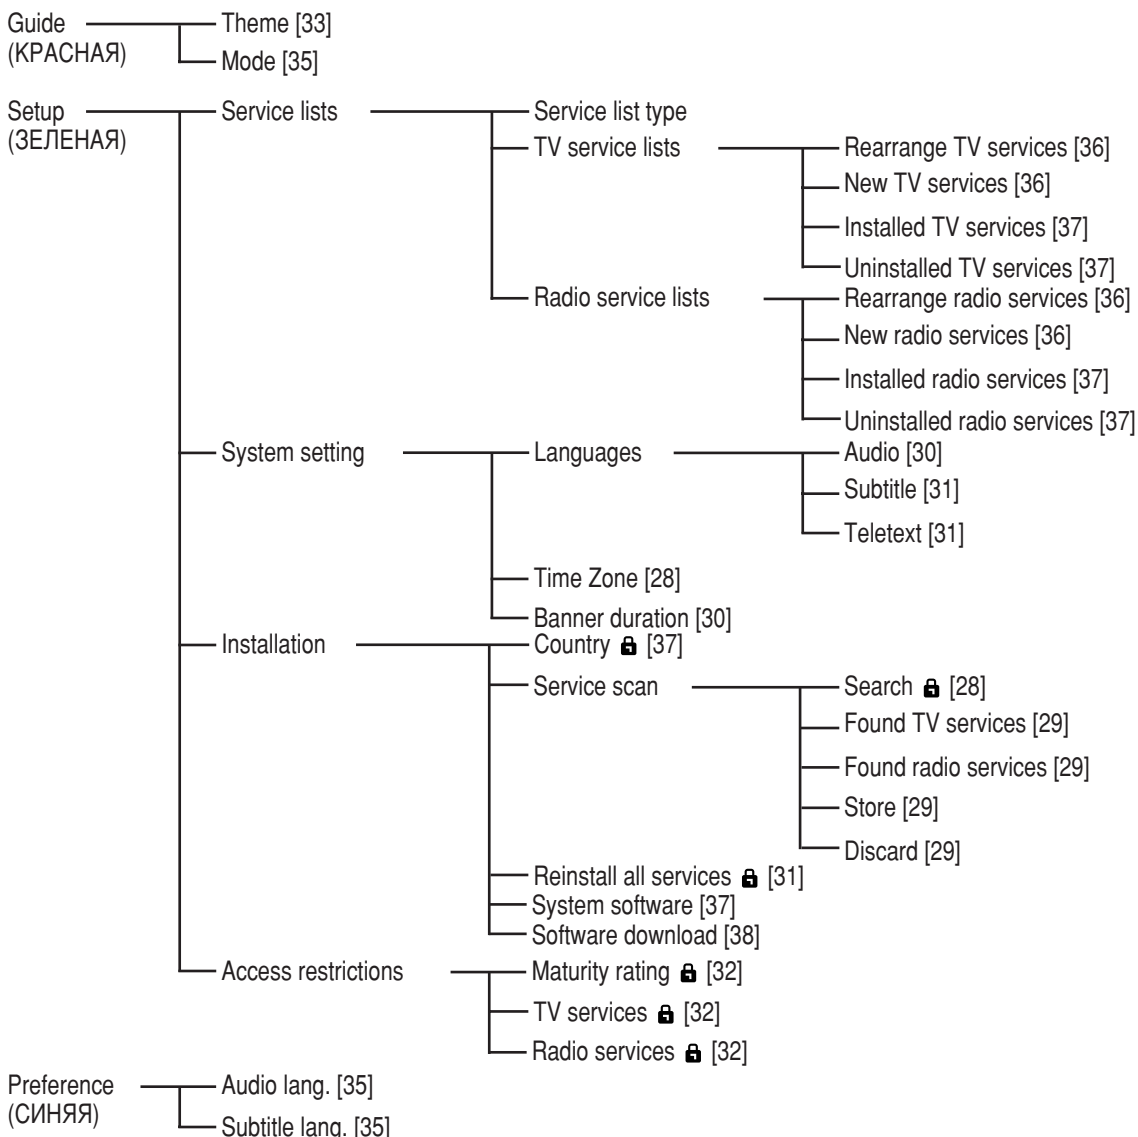 Guide
(КРАСНАЯ)
Theme [33]
Mode [35]
Setup
(ЗЕЛЕНАЯ)
Service lists
Service list type
TV service lists
Rearrange TV services [36]
New TV services [36]
Installed TV services [37]
Uninstalled TV services [37]
Radio service lists
Rearrange radio services [36]
New radio services [36]
Installed radio services [37]
Uninstalled radio services [37]
System setting
Languages
Audio [30]
Subtitle [31]
Teletext [31]
Time Zone [28]
Banner duration [30]
Installation
Country [37]
Service scan
Search [28]
Found TV services [29]
Found radio services [29]
Store [29]
Discard [29]
Reinstall all services [31]
System software [37]
Software download [38]
Access restrictions
Maturity rating [32]
TV services [32]
Radio services [32]
Preference
(СИНЯЯ)
Audio lang. [35]
Subtitle lang. [35]